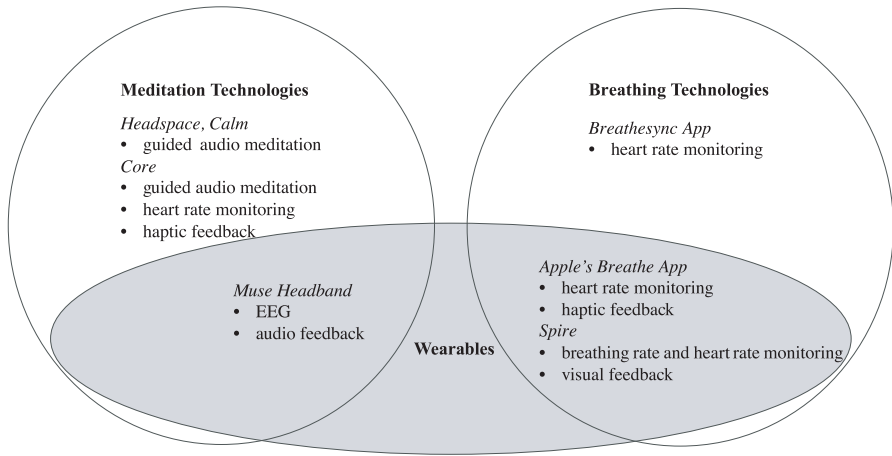 Meditation Technologies
Headspace, Calm
• guided audio meditation
Core
• guided audio meditation
• heart rate monitoring
• haptic feedback
Muse Headband
• EEG
• audio feedback
Wearables
Breathing Technologies
Breathesync App
• heart rate monitoring
Apple's Breathe App
• heart rate monitoring
• haptic feedback
Spire
• breathing rate and heart rate monitoring
• visual feedback